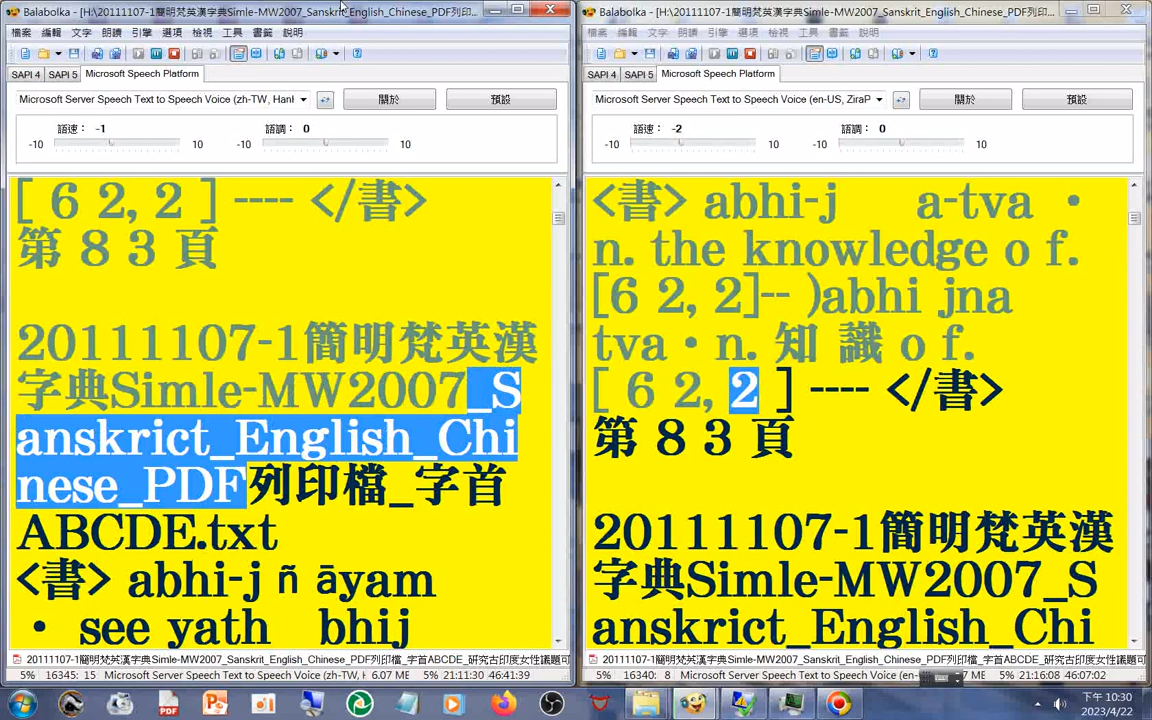 Balabolka - [H:\20111107-1簡明梵英漢字典Simle-MW2007_Sanskrit_English_Chinese_PDF列印...
檔案 編輯 文字 朗讀 引擎 選項 檢視 工具 書籤 說明
SAPI 4 SAPI 5 Microsoft Speech Platform
Microsoft Server Speech Text to Speech Voice (zh-TW, Hanl
關於 預設
語速： -1 語調： 0
-10 10 -10 10
[ 6 2, 2 ] ---- </書>
第 8 3 頁
20111107-1簡明梵英漢
字典Simle-MW2007_S
anskrict_English_Chi
nese_PDF列印檔_字首
ABCDE.txt
<書> abhi-j ñ āyam
• see yath bhij
20111107-1簡明梵英漢字典Simle-MW2007_Sanskrit_English_Chinese_PDF列印檔_字首ABCDE_研究古印度女性議題可
5% 16345: 15 Microsoft Server Speech Text to Speech Voice (zh-TW, H 6.07 MB 5% 21:11:30 46:41:39
Balabolka - [H:\20111107-1簡明梵英漢字典Simle-MW2007_Sanskrit_English_Chinese_PDF列印...
檔案 編輯 文字 朗讀 引擎 選項 檢視 工具 書籤 說明
SAPI 4 SAPI 5 Microsoft Speech Platform
Microsoft Server Speech Text to Speech Voice (en-US, ZiraP
關於 預設
語速： -2 語調： 0
-10 10 -10 10
<書> abhi-j a-tva •
n. the knowledge o f.
[6 2, 2]-- )abhi jna
tva • n. 知 識 o f.
[ 6 2, 2 ] ---- </書>
第 8 3 頁
20111107-1簡明梵英漢
字典Simle-MW2007_S
anskrict_English_Chi
20111107-1簡明梵英漢字典Simle-MW2007_Sanskrit_English_Chinese_PDF列印檔_字首ABCDE_研究古印度女性議題可
5% 16340: 8 Microsoft Server Speech Text to Speech Voice 5% 21:16:08 46:07:02
下午 10:30
2023/4/22